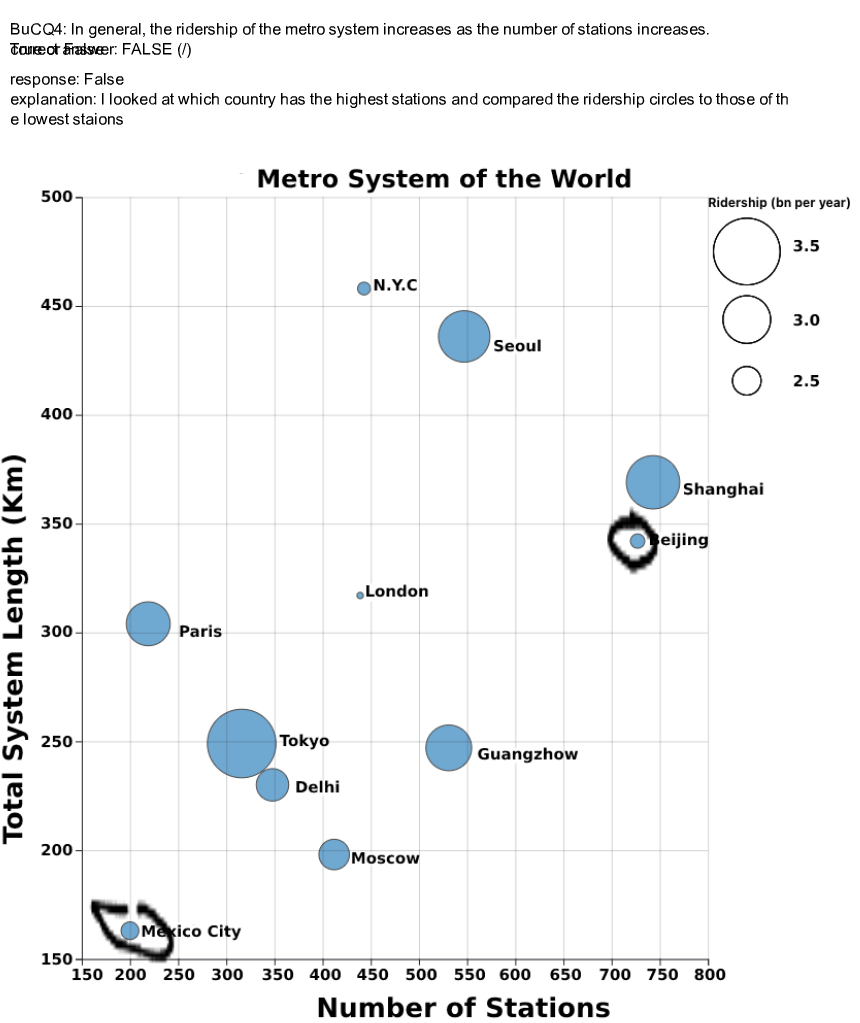 BuCQ4: In general, the ridership of the metro system increases as the number of stations increases.
True or False
correct answer: FALSE (/)
response: False
explanation: I looked at which country has the highest stations and compared the ridership circles to those of th
e lowest staions
Metro System of the World
Ridership (bn per year)
3.5
3.0
2.5
500
450
400
350
300
250
200
150
Total System Length (Km)
N.Y.C
Seoul
Shanghai
Beijing
London
Paris
Tokyo
Guangzhow
Delhi
Moscow
Mexico City
150 200 250 300 350 400 450 500 550 600 650 700 750 800
Number of Stations